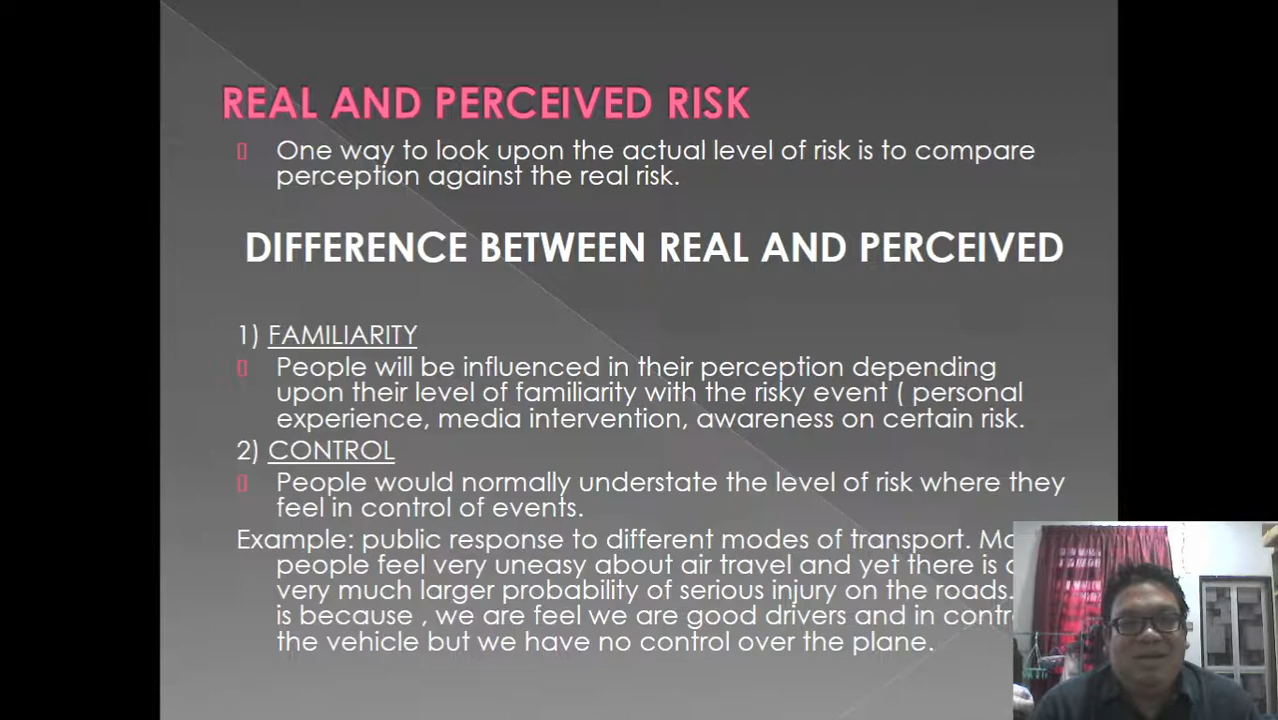 REAL AND PERCEIVED RISK
One way to look upon the actual level of risk is to compare
perception against the real risk.
DIFFERENCE BETWEEN REAL AND PERCEIVED
1) FAMILIARITY
People will be influenced in their perception depending
upon their level of familiarity with the risky event ( personal
experience, media intervention, awareness on certain risk.
2) CONTROL
People would normally understate the level of risk where they
feel in control of events.
Example: public response to different modes of transport.
people feel very uneasy about air travel and yet there is
very much larger probability of serious injury on the roads.
is because , we are feel we are good drivers and in
the vehicle but we have no control over the plane.